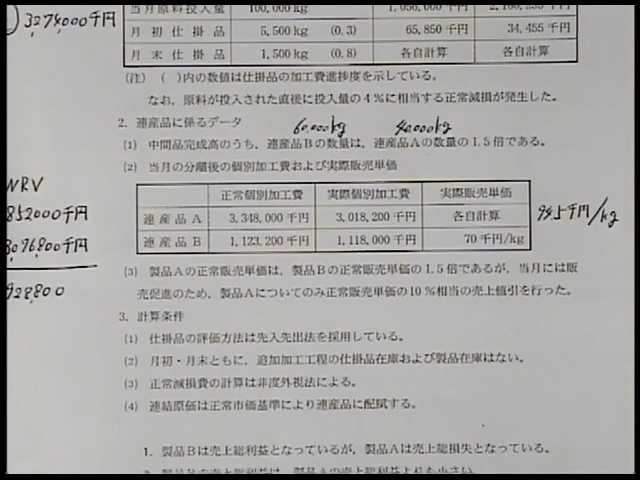 3,274,000千円
当月原料投入量 100,000 kg 1,056,000 千円
月初仕掛品 5,500 kg (0.3) 65,850 千円 34,455 千円
月末仕掛品 1,500 kg (0.8) 各自計算 各自計算
(注) ( )内の数値は仕掛品の加工費進捗度を示している。
なお、原料が投入された直後に投入量の4%に相当する正常減損が発生した。
2. 連産品に係るデータ
60,000kg 40,000kg
(1) 中間品完成高のうち、連産品Bの数量は、連産品Aの数量の1.5倍である。
(2) 当月の分離後の個別加工費および実際販売単価
NRV
852000千円
096,800千円
928,800
正常個別加工費 実際個別加工費 実際販売単価
連産品A 3,348,000 千円 3,018,200 千円 各自計算 94.5千円/kg
連産品B 1,123,200 千円 1,118,000 千円 70 千円/kg
(3) 製品Aの正常販売単価は、製品Bの正常販売単価の1.5倍であるが、当月には販
売促進のため、製品Aについてのみ正常販売単価の10%相当の売上値引を行った。
3. 計算条件
(1) 仕掛品の評価方法は先入先出法を採用している。
(2) 月初・月末ともに、追加加工工程の仕掛品在庫および製品在庫はない。
(3) 正常減損費の計算は非度外視法による。
(4) 連結原価は正常市価基準により連産品に配賦する。
1. 製品Bは売上総利益となっているが、製品Aは売上総損失となっている。